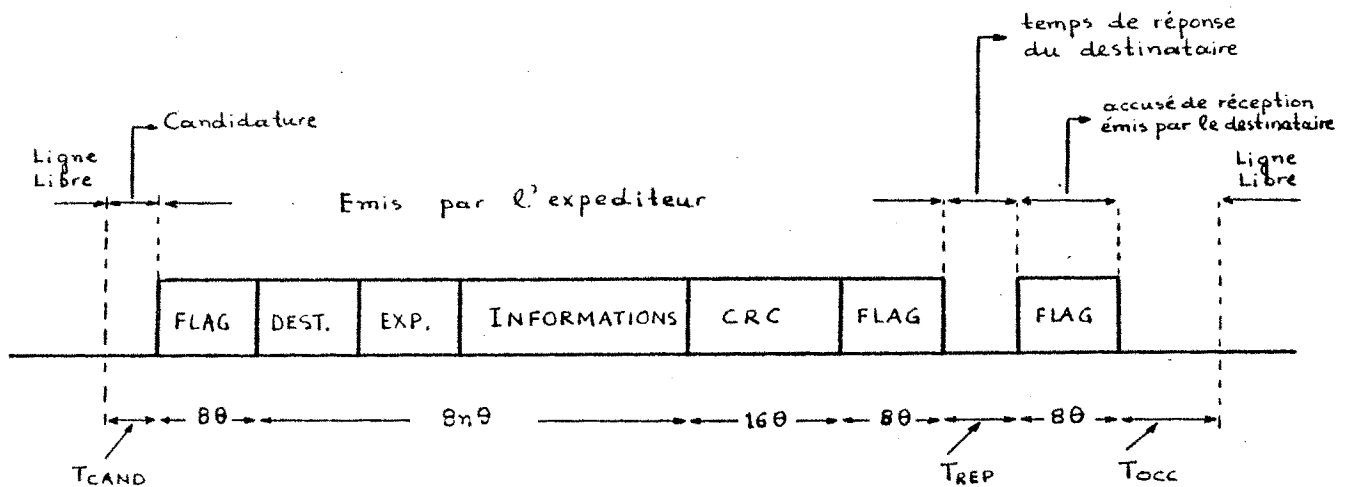 temps de réponse
du destinataire
accusé de réception
émis par le destinataire
Candidature
Ligne
Libre
Emis par l'expediteur
Ligne
Libre
FLAG DEST. EXP. INFORMATIONS CRC FLAG FLAG
8θ 8nθ 16θ 8θ 8θ
TCAND TREP TOCC